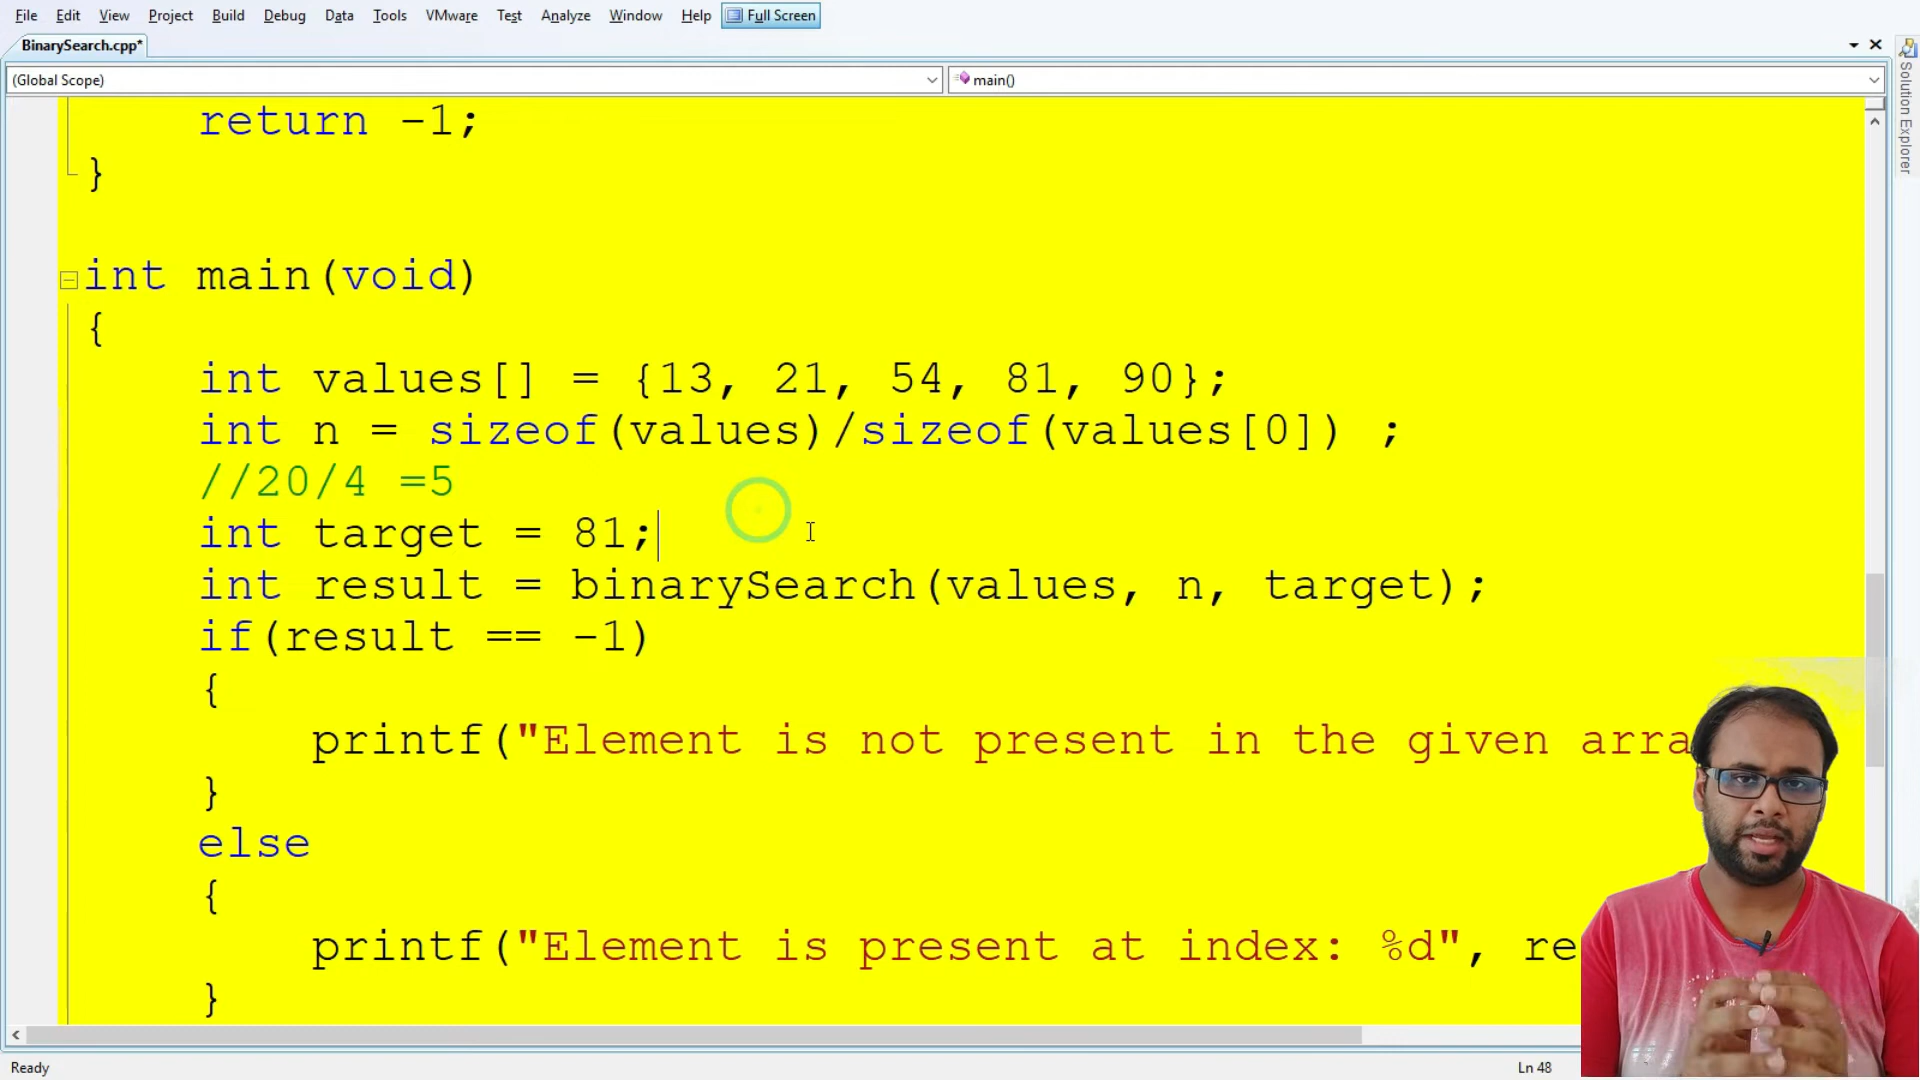 File Edit View Project Build Debug Data Tools VMware Test Analyze Window Help Full Screen
BinarySearch.cpp*
(Global Scope) main()
Solution Explorer
return -1;
}
int main(void)
{
int values[] = {13, 21, 54, 81, 90};
int n = sizeof(values)/sizeof(values[0]) ;
//20/4 =5
int target = 81;
int result = binarySearch(values, n, target);
if(result == -1)
{
printf("Element is not present in the given arra
}
else
{
printf("Element is present at index: %d", re
}
Ready Ln 48